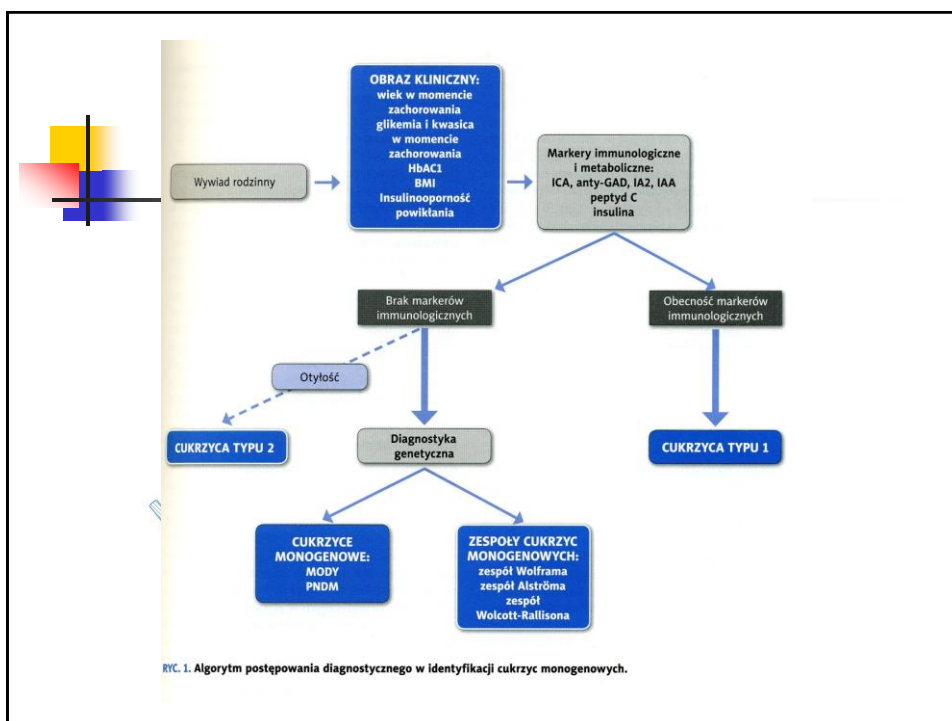 OBRAZ KLINICZNY:
wiek w momencie
zachorowania
glikemia i kwasica
w momencie
zachorowania
HbAC1
BMI
Insulinooporność
powikłania
Wywiad rodzinny
Markery immunologiczne
i metaboliczne:
ICA, anty-GAD, IA2, IAA
peptyd C
insulina
Brak markerów
immunologicznych
Obecność markerów
immunologicznych
Otyłość
CUKRZYCA TYPU 2
Diagnostyka
genetyczna
CUKRZYCA TYPU 1
CUKRZYCE
MONOGENOWE:
MODY
PNDM
ZESPOŁY CUKRZYC
MONOGENOWYCH:
zespół Wolframa
zespół Alströma
zespół
Wolcott-Rallisona
RYC. 1. Algorytm postępowania diagnostycznego w identyfikacji cukrzyc monogenowych.